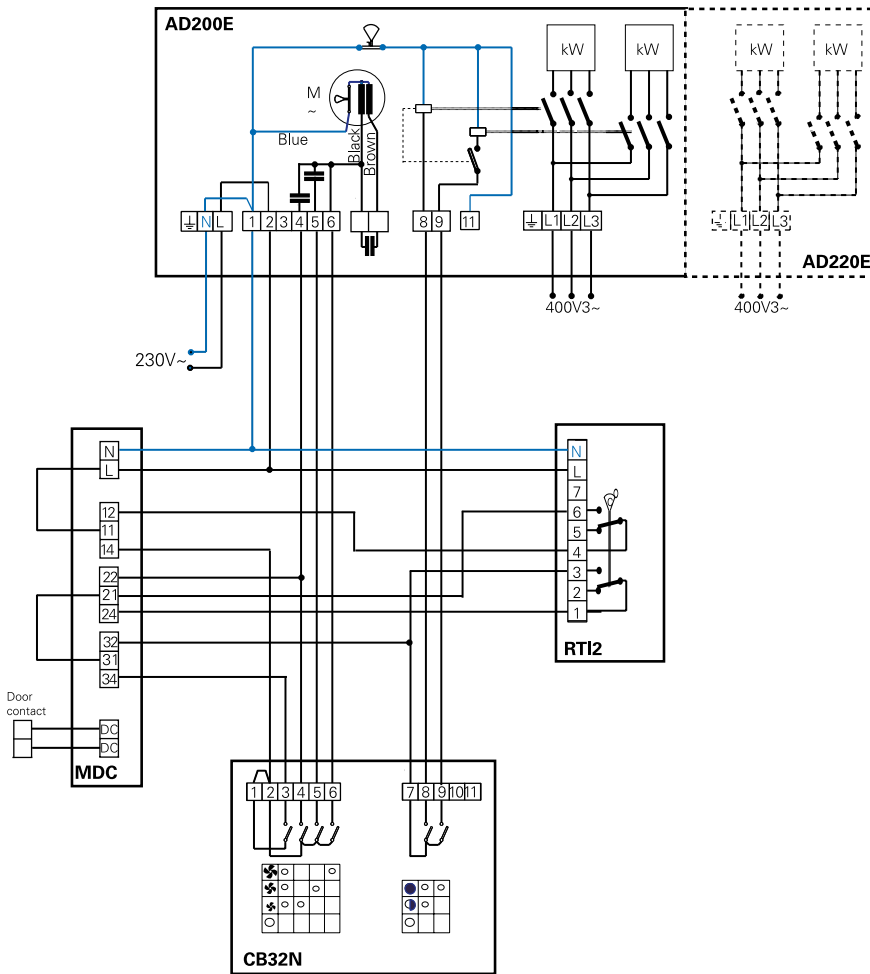 AD200E
kW
kW
kW
kW
M
~
Blue
Black
Brown
N
L
1
2
3
4
5
6
8
9
11
L1
L2
L3
L1
L2
L3
AD220E
400V3~
400V3~
230V~
N
L
12
11
14
22
21
24
32
31
34
DC
DC
MDC
Door
contact
N
L
7
6
5
4
3
2
1
RTI2
1
2
3
4
5
6
7
8
9
10
11
CB32N